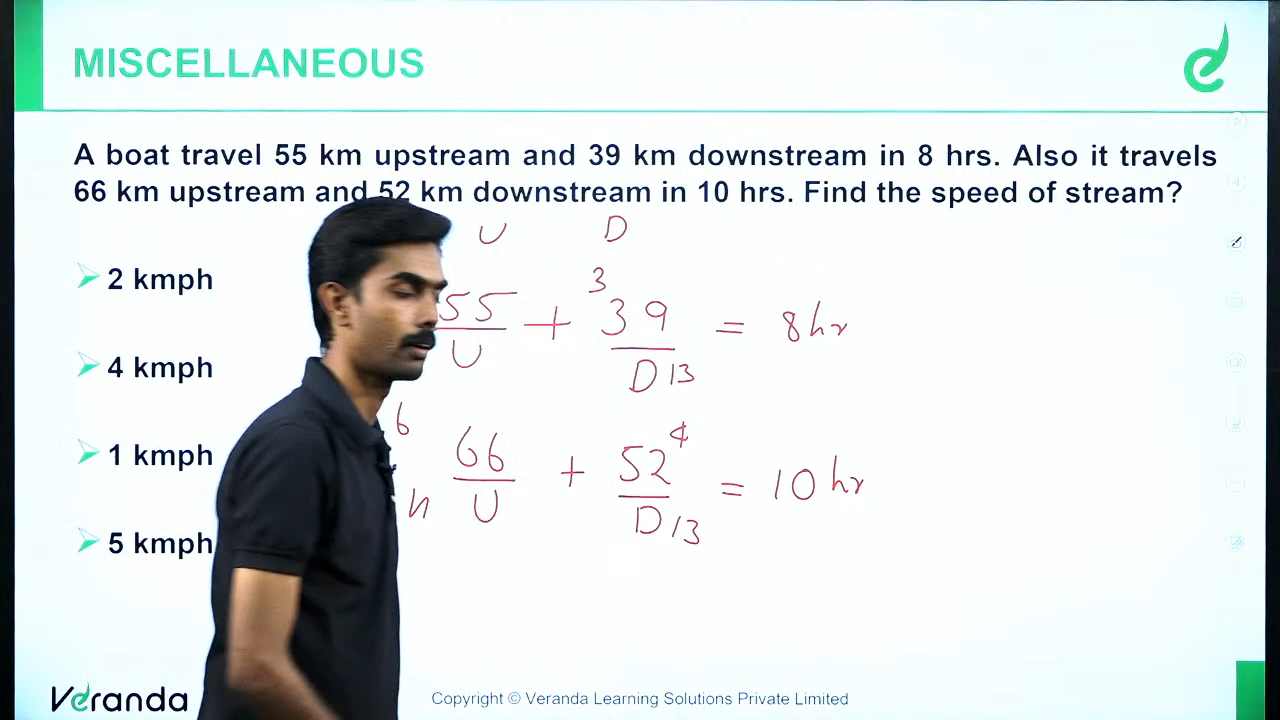 MISCELLANEOUS
A boat travel 55 km upstream and 39 km downstream in 8 hrs. Also it travels
66 km upstream and 52 km downstream in 10 hrs. Find the speed of stream?
U D
2 kmph
3
55/U + 39/D 13 = 8 hr
4 kmph
6 4
66/U + 52/D 13 = 10 hr
1 kmph
5 kmph
Veranda
Copyright © Veranda Learning Solutions Private Limited